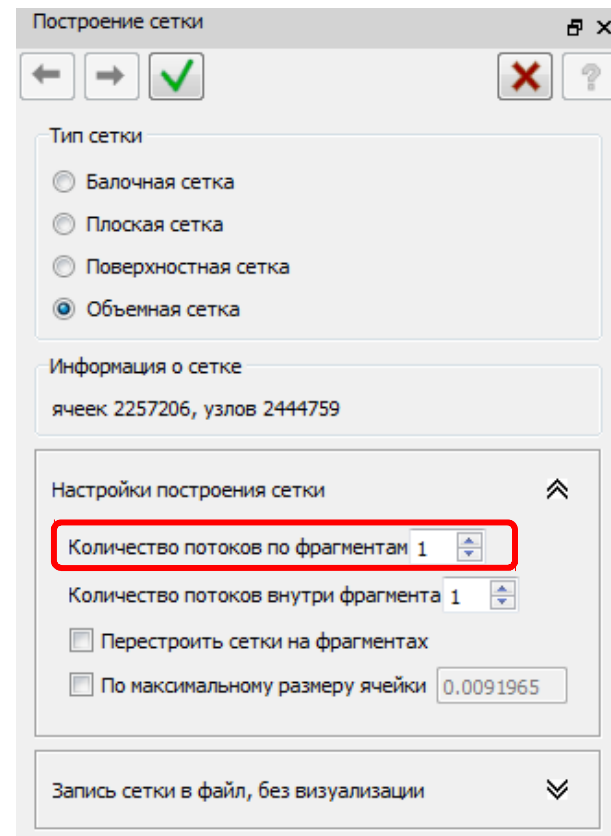 Построение сетки
Тип сетки
Балочная сетка
Плоская сетка
Поверхностная сетка
Объемная сетка
Информация о сетке
ячеек 2257206, узлов 2444759
Настройки построения сетки
Количество потоков по фрагментам 1
Количество потоков внутри фрагмента 1
Перестроить сетки на фрагментах
По максимальному размеру ячейки 0.0091965
Запись сетки в файл, без визуализации